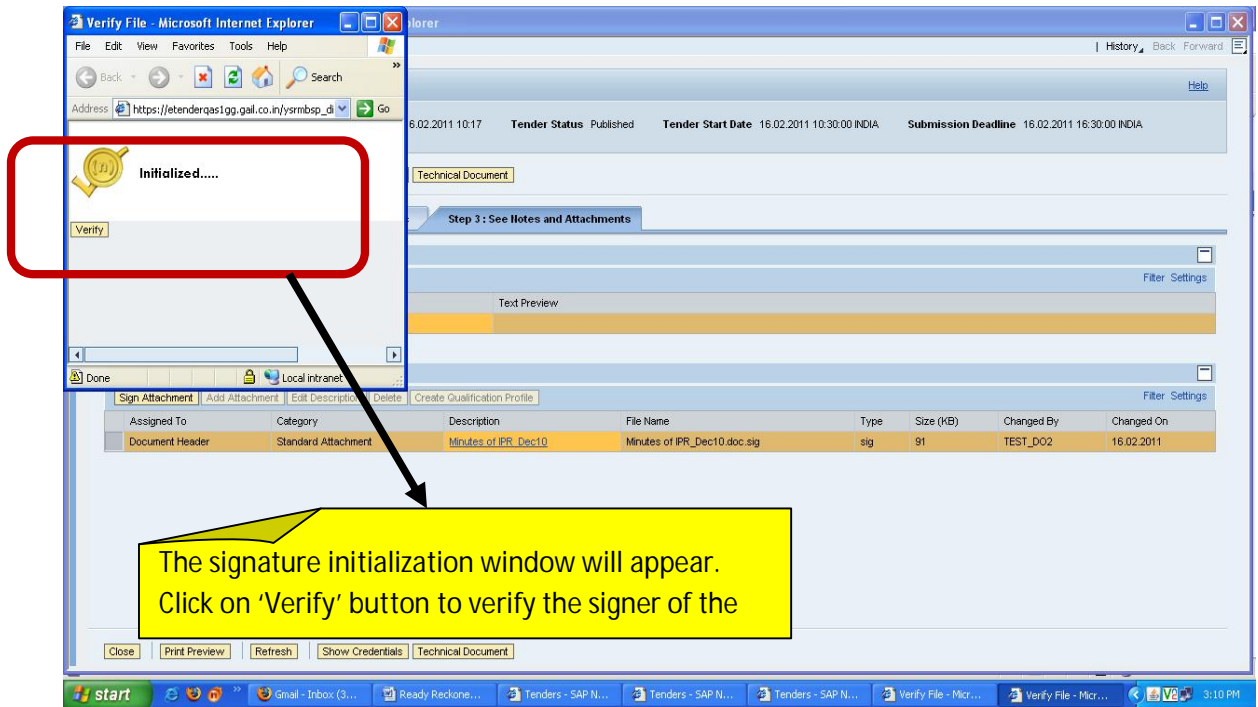 Verify File - Microsoft Internet Explorer
plorer
File Edit View Favorites Tools Help
History Back Forward
Back Search »
Help
Address https://etenderqas1gg.gail.co.in/ysrmbsp_di Go
6.02.2011 10:17 Tender Status Published Tender Start Date 16.02.2011 10:30:00 INDIA Submission Deadline 16.02.2011 16:30:00 INDIA
(n) Initialized.....
Technical Document
Step 3 : See Notes and Attachments
Verify
Filter Settings
Text Preview
Done Local intranet
Sign Attachment Add Attachment Edit Description Delete Create Qualification Profile Filter Settings
Assigned To Category Description File Name Type Size (KB) Changed By Changed On
Document Header Standard Attachment Minutes of IPR_Dec10 Minutes of IPR_Dec10.doc.sig sig 91 TEST_DO2 16.02.2011
The signature initialization window will appear.
Click on ‘Verify’ button to verify the signer of the
Close Print Preview Refresh Show Credentials Technical Document
start » Gmail - Inbox (3... Ready Reckone... Tenders - SAP N... Tenders - SAP N... Tenders - SAP N... Verify File - Micr... Verify File - Micr... V2 3:10 PM